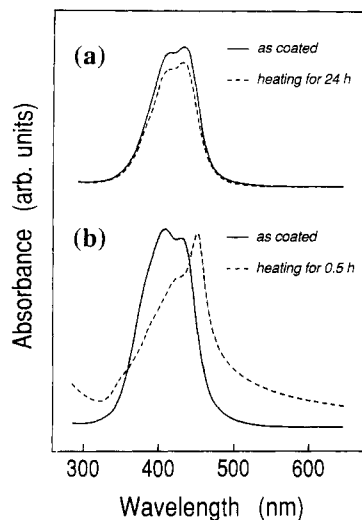 (a)
as coated
heating for 24 h
(b)
as coated
heating for 0.5 h
Absorbance (arb. units)
300 400 500 600
Wavelength (nm)